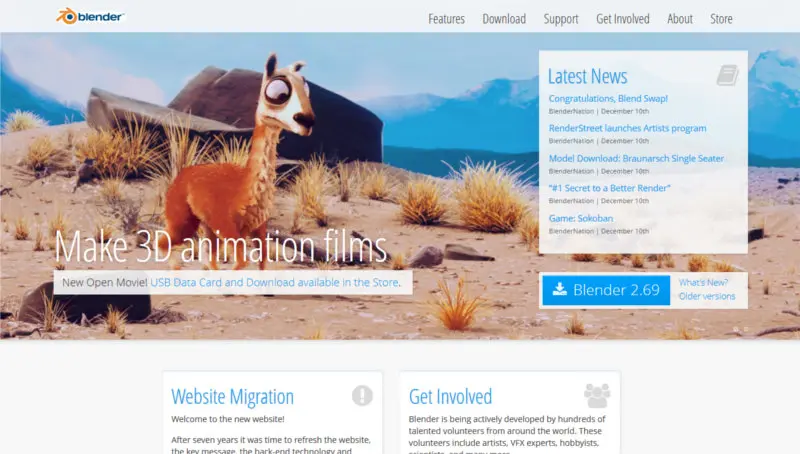 blender
Features Download Support Get Involved About Store
Latest News
Congratulations, Blend Swap!
BlenderNation | December 10th
RenderStreet launches Artists program
BlenderNation | December 10th
Model Download: Braunarsch Single Seater
BlenderNation | December 10th
"#1 Secret to a Better Render"
BlenderNation | December 10th
Game: Sokoban
BlenderNation | December 10th
Make 3D animation films
New Open Movie! USB Data Card and Download available in the Store.
Blender 2.69
What's New?
Older versions
Website Migration
Welcome to the new website!
After seven years it was time to refresh the website,
the key message, the back-end technology and
Get Involved
Blender is being actively developed by hundreds of
talented volunteers from around the world. These
volunteers include artists, VFX experts, hobbyists,
scientists, and many more.